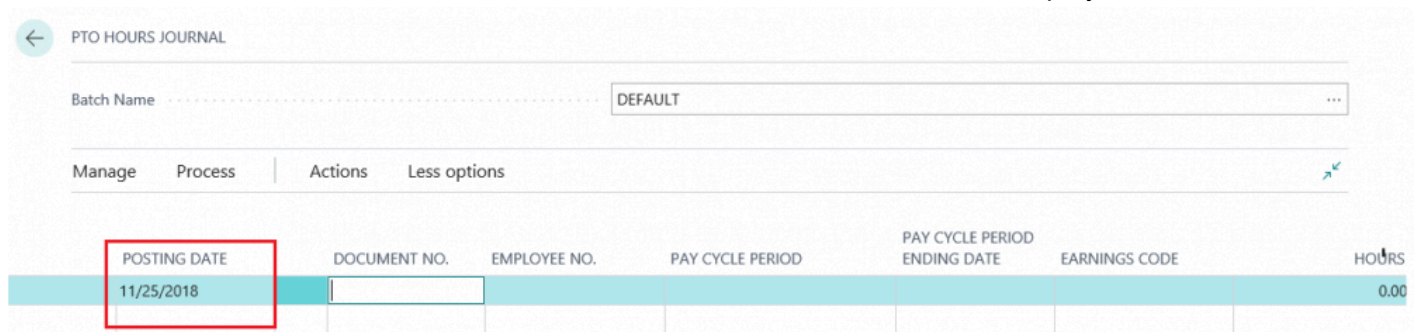 PTO HOURS JOURNAL
Batch Name DEFAULT ...
Manage Process Actions Less options
POSTING DATE DOCUMENT NO. EMPLOYEE NO. PAY CYCLE PERIOD PAY CYCLE PERIOD ENDING DATE EARNINGS CODE HOURS
11/25/2018 0.00